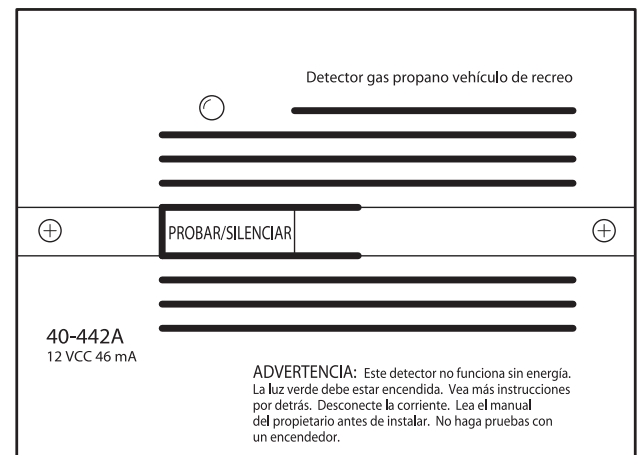 Detector gas propano vehículo de recreo
PROBAR/SILENCIAR
40-442A
12 VCC 46 mA
ADVERTENCIA: Este detector no funciona sin energía.
La luz verde debe estar encendida. Vea más instrucciones
por detrás. Desconecte la corriente. Lea el manual
del propietario antes de instalar. No haga pruebas con
un encendedor.